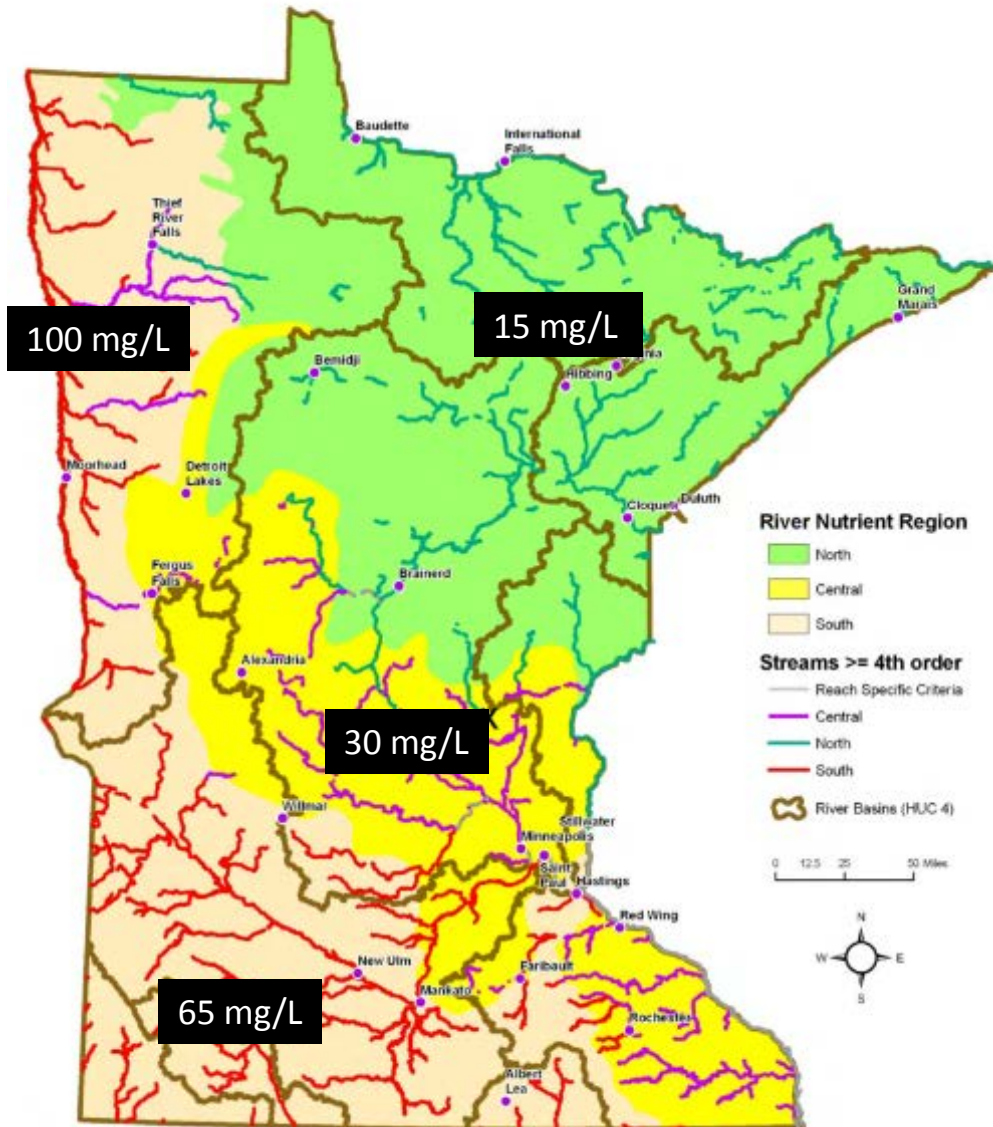 Baudette
International
Falls
Thief
River
Falls
Grand
Marais
100 mg/L
15 mg/L
Bemidji
Hibbing
Moorhead
Detroit
Lakes
Cloquet
Duluth
River Nutrient Region
North
Central
South
Fergus
Falls
Brainerd
Alexandria
Streams >= 4th order
Reach Specific Criteria
Central
North
South
River Basins (HUC 4)
30 mg/L
Willmar
Stillwater
Minneapolis
Saint
Paul
Hastings
0 12.5 25 50 Miles
Red Wing
N
W E
S
New Ulm
Faribault
Mankato
65 mg/L
Rochester
Albert
Lea